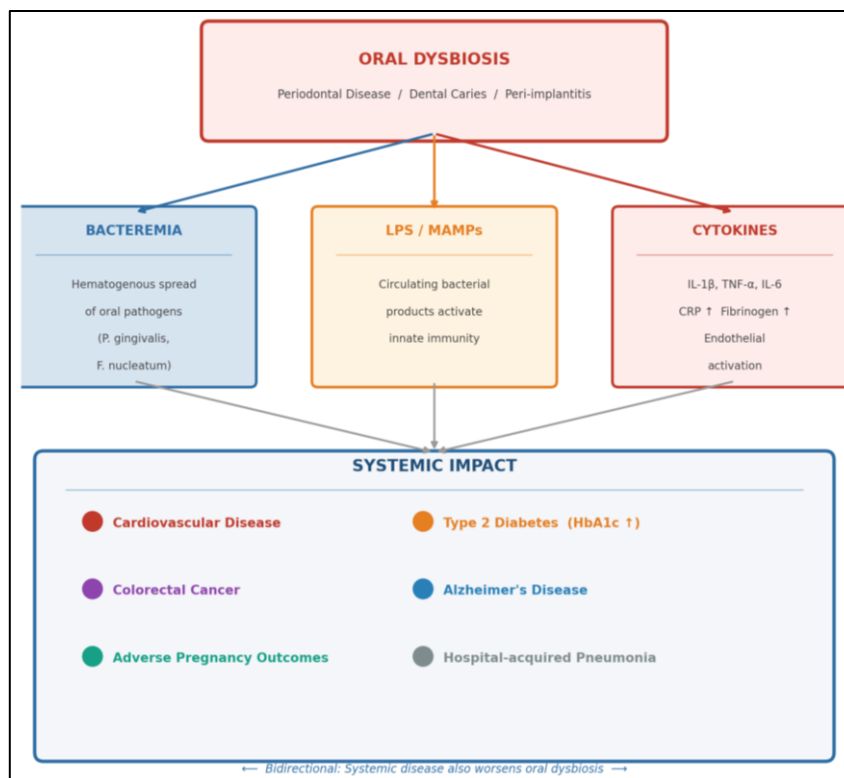 ORAL DYSBIOSIS
Periodontal Disease / Dental Caries / Peri-implantitis
BACTEREMIA
Hematogenous spread
of oral pathogens
(P. gingivalis,
F. nucleatum)
LPS / MAMPs
Circulating bacterial
products activate
innate immunity
CYTOKINES
IL-1β, TNF-α, IL-6
CRP ↑ Fibrinogen ↑
Endothelial
activation
SYSTEMIC IMPACT
Cardiovascular Disease
Type 2 Diabetes (HbA1c ↑)
Colorectal Cancer
Alzheimer's Disease
Adverse Pregnancy Outcomes
Hospital-acquired Pneumonia
⟵ Bidirectional: Systemic disease also worsens oral dysbiosis ⟶